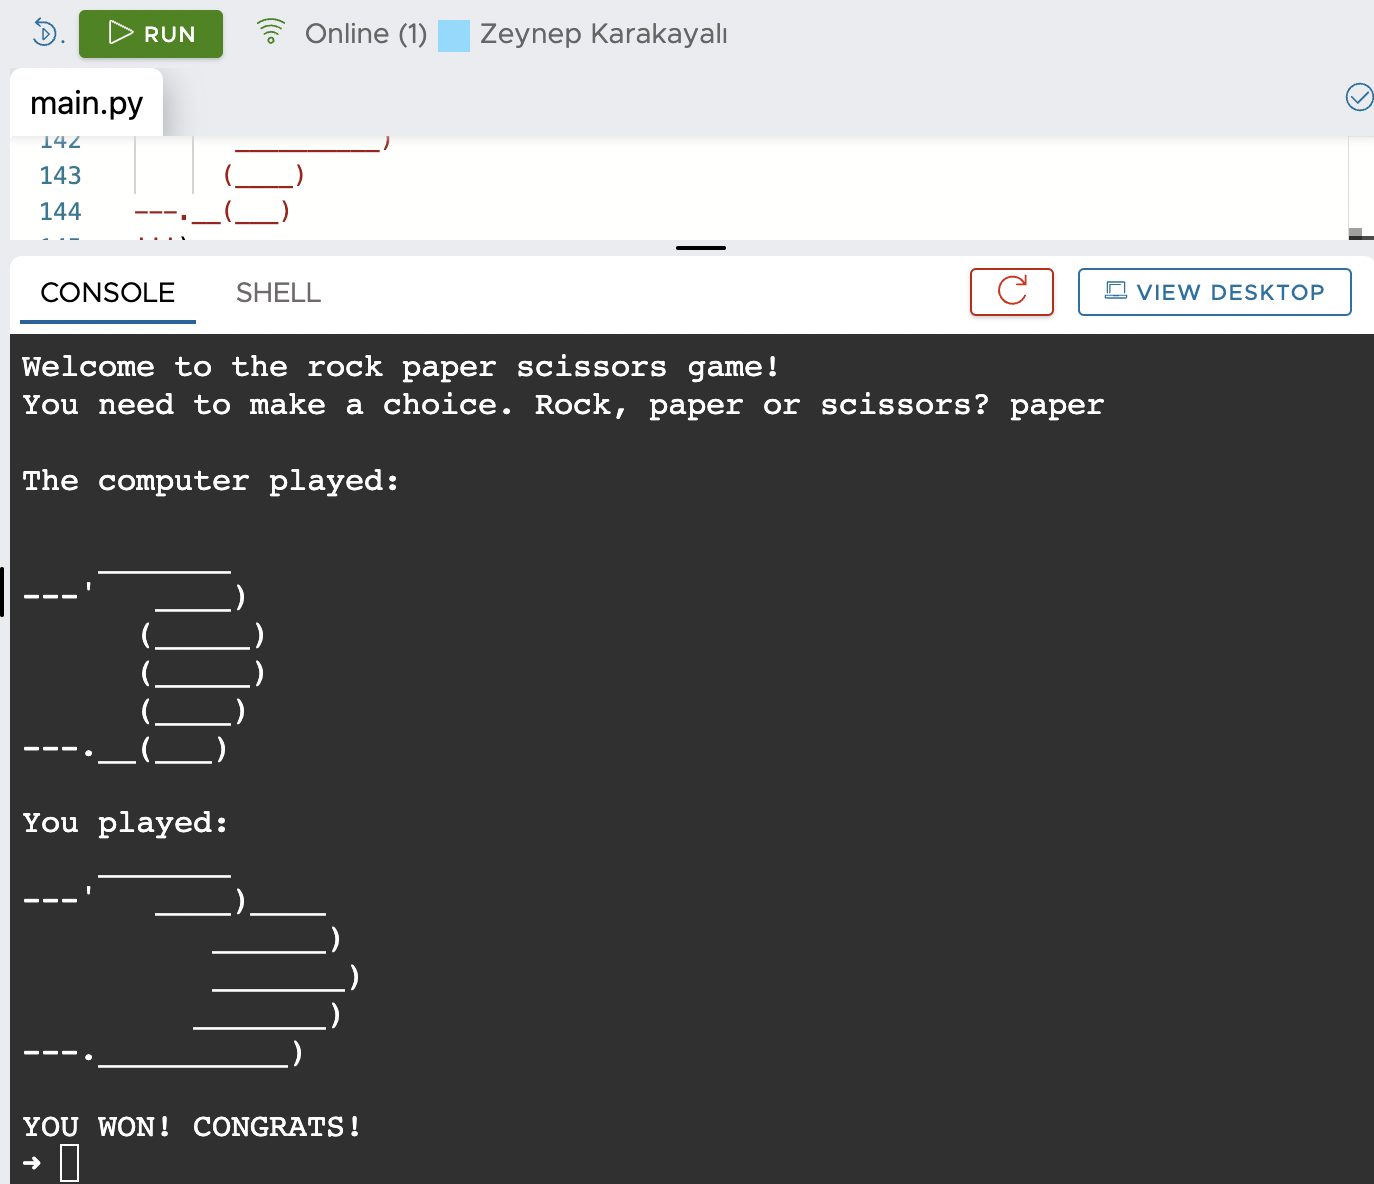 RUN Online (1) Zeynep Karakayalı
main.py
142 __________)
143 (____)
144 ---.__(___)
CONSOLE SHELL VIEW DESKTOP
Welcome to the rock paper scissors game!
You need to make a choice. Rock, paper or scissors? paper
The computer played:
    _______
---'   ____)
      (_____)
      (_____)
      (____)
---.__(___)
You played:
    _______
---'   ____)____
          ______)
          _______)
         _______)
---.__________)
YOU WON! CONGRATS!
➜